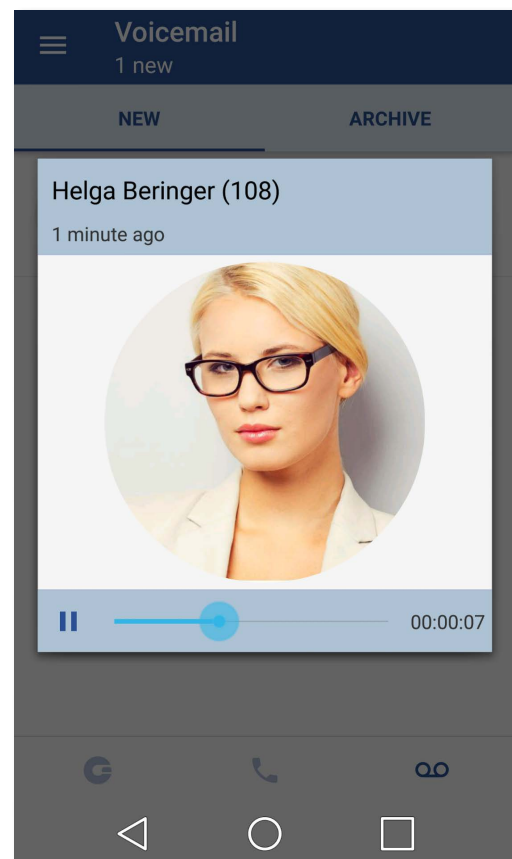 Voicemail
1 new
NEW ARCHIVE
Helga Beringer (108)
1 minute ago
00:00:07